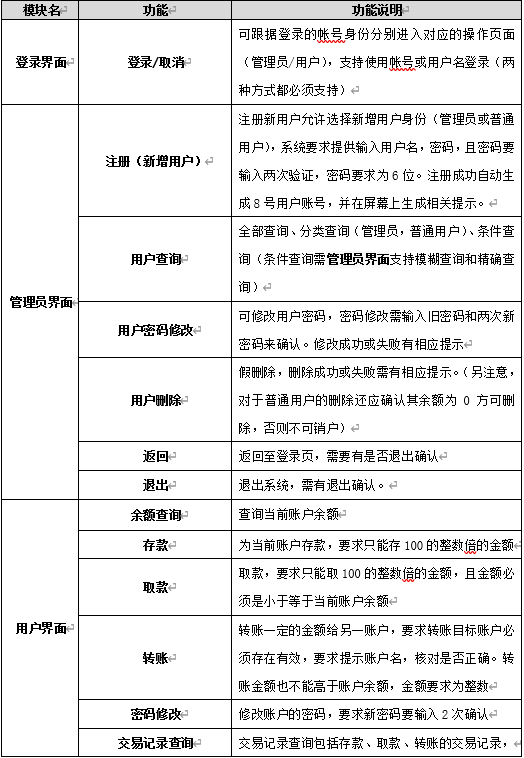 模块名 功能 功能说明
登录界面 登录/取消 可跟据登录的帐号身份分别进入对应的操作页面
（管理员/用户），支持使用帐号或用户名登录（两
种方式都必须支持）
管理员界面
注册（新增用户） 注册新用户允许选择新增用户身份（管理员或普通
用户），系统要求提供输入用户名，密码，且密码要
输入两次验证，密码要求为 6 位。注册成功自动生
成 8 号用户账号，并在屏幕上生成相关提示。
用户查询 全部查询、分类查询（管理员，普通用户）、条件查
询（条件查询需管理员界面支持模糊查询和精确查
询）
用户密码修改 可修改用户密码，密码修改需输入旧密码和两次新
密码来确认。修改成功或失败有相应提示
用户删除 假删除，删除成功或失败需有相应提示。（另注意，
对于普通用户的删除还应确认其余额为 0 方可删
除，否则不可销户）
返回 返回至登录页，需要有是否退出确认
退出 退出系统，需有退出确认。
用户界面
余额查询 查询当前账户余额
存款 为当前账户存款，要求只能存 100 的整数倍的金额
取款 取款，要求只能取 100 的整数倍的金额，且金额必
须是小于等于当前账户余额
转账 转账一定的金额给另一账户，要求转账目标账户必
须存在有效，要求提示账户名，核对是否正确。转
账金额也不能高于账户余额，金额要求为整数
密码修改 修改账户的密码，要求新密码要输入 2 次确认
交易记录查询 交易记录查询包括存款、取款、转账的交易记录，